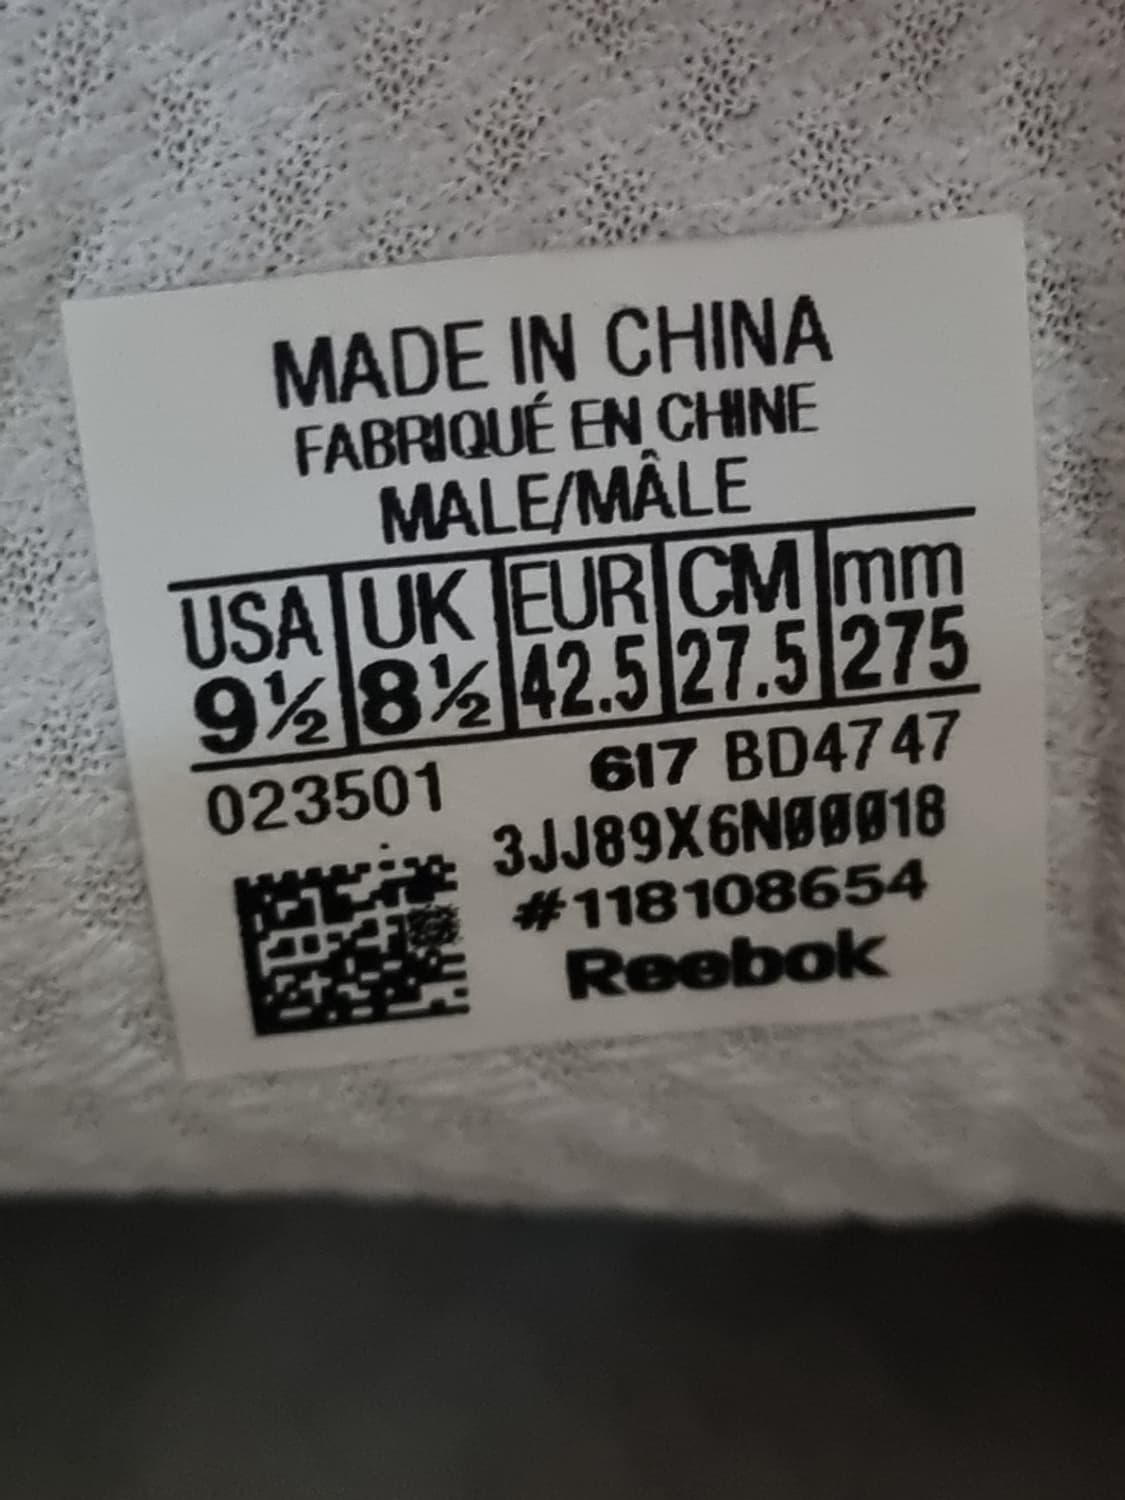 MADE IN CHINA
FABRIQUÉ EN CHINE
MALE/MÂLE
USA UK EUR CM mm
9½ 8½ 42.5 27.5 275
023501 617 BD4747
3JJ89X6N00018
#118108654
Reebok